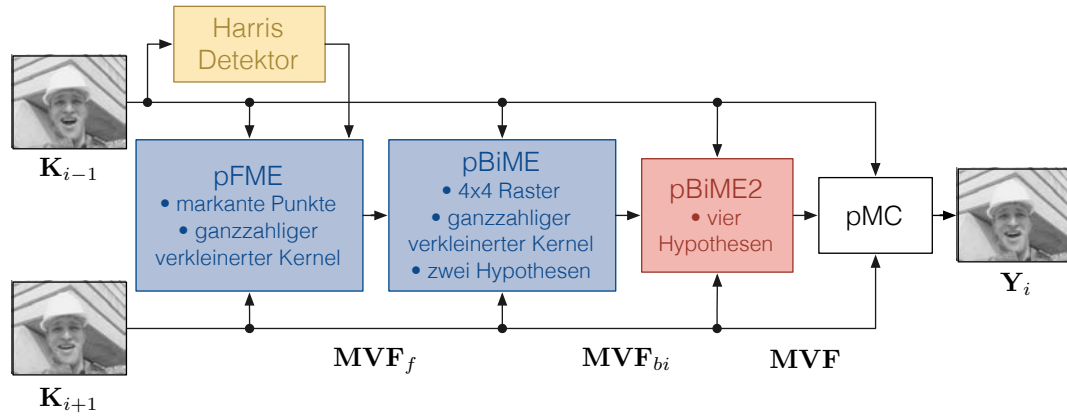 Harris
Detektor
K_{i−1}
pFME
• markante Punkte
• ganzzahliger
verkleinerter Kernel
pBiME
• 4x4 Raster
• ganzzahliger
verkleinerter Kernel
• zwei Hypothesen
pBiME2
• vier
Hypothesen
pMC
Y_i
K_{i+1}
MVF_f
MVF_{bi}
MVF